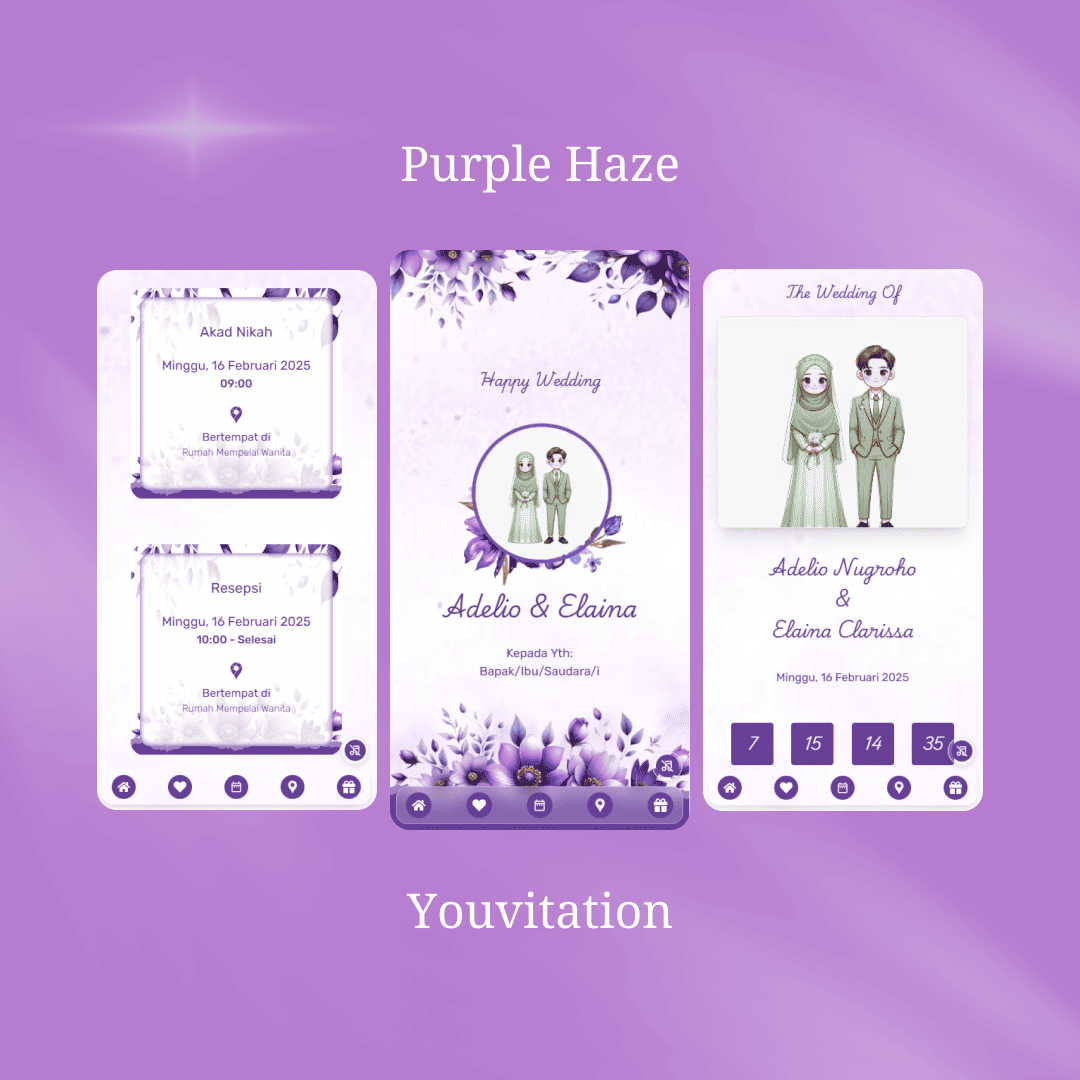 Purple Haze
Akad Nikah
Minggu, 16 Februari 2025
09:00
Bertempat di
Rumah Mempelai Wanita
Resepsi
Minggu, 16 Februari 2025
10:00 - Selesai
Bertempat di
Rumah Mempelai Wanita
Happy Wedding
Adelio & Elaina
Kepada Yth:
Bapak/Ibu/Saudara/i
The Wedding Of
Adelio Nugroho
&
Elaina Clarissa
Minggu, 16 Februari 2025
7 15 14 35
Youvitation